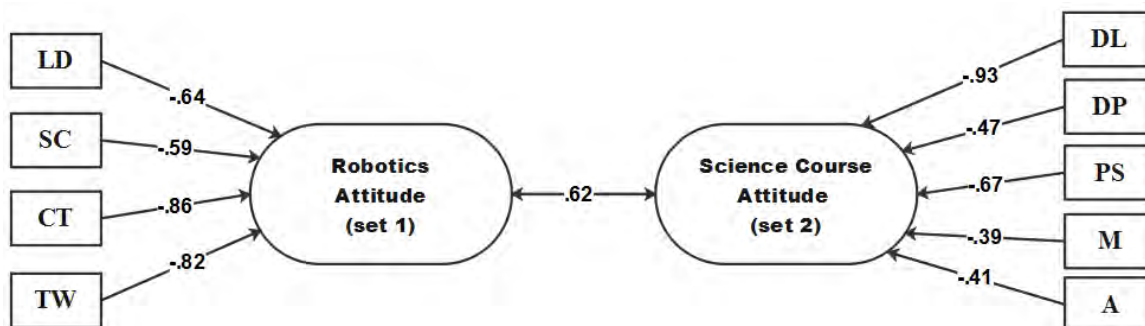 LD
SC
CT
TW
-.64
-.59
-.86
-.82
Robotics
Attitude
(set 1)
.62
Science Course
Attitude
(set 2)
-.93
-.47
-.67
-.39
-.41
DL
DP
PS
M
A